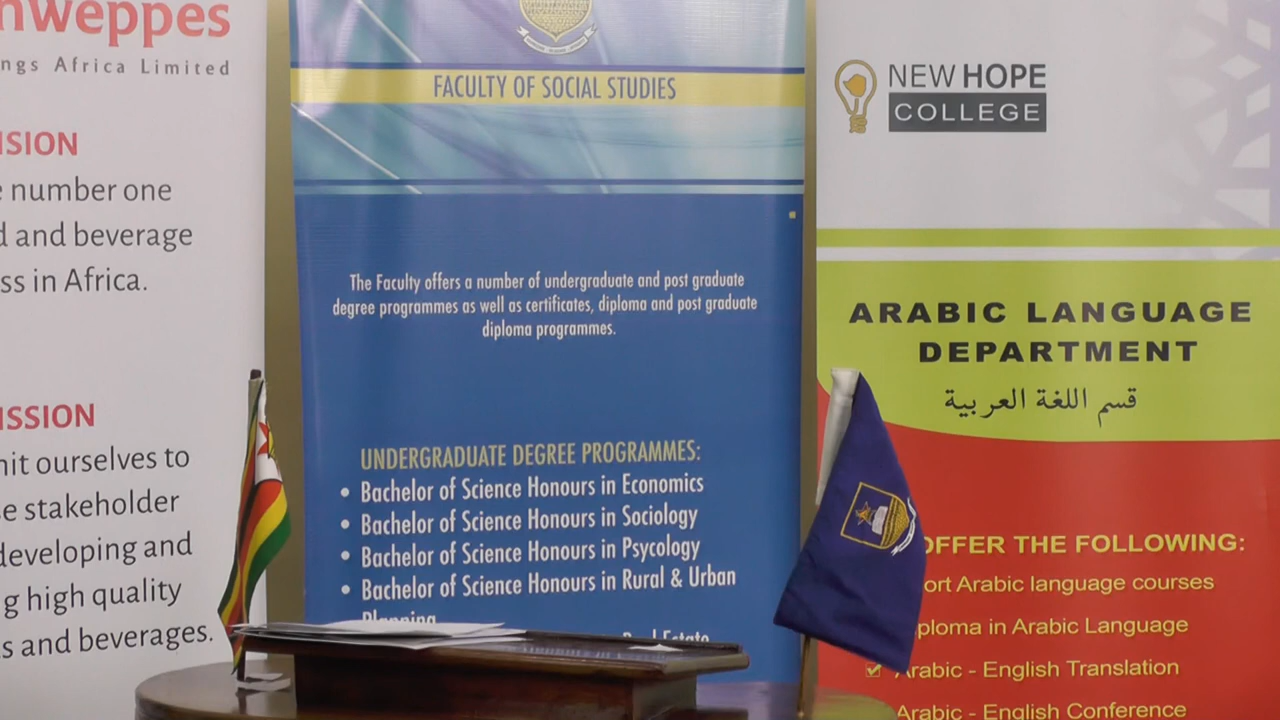 nweppes
ngs Africa Limited
ISION
number one
d and beverage
ss in Africa.
ISSION
mit ourselves to
e stakeholder
developing and
g high quality
s and beverages.
FACULTY OF SOCIAL STUDIES
The Faculty offers a number of undergraduate and post graduate
degree programmes as well as certificates, diploma and post graduate
diploma programmes.
UNDERGRADUATE DEGREE PROGRAMMES:
• Bachelor of Science Honours in Economics
• Bachelor of Science Honours in Sociology
• Bachelor of Science Honours in Psycology
• Bachelor of Science Honours in Rural & Urban
Planning
Real Estate
NEW HOPE
COLLEGE
ARABIC LANGUAGE
DEPARTMENT
قسم اللغة العربية
OFFER THE FOLLOWING:
ort Arabic language courses
ploma in Arabic Language
Arabic - English Translation
Arabic - English Conference